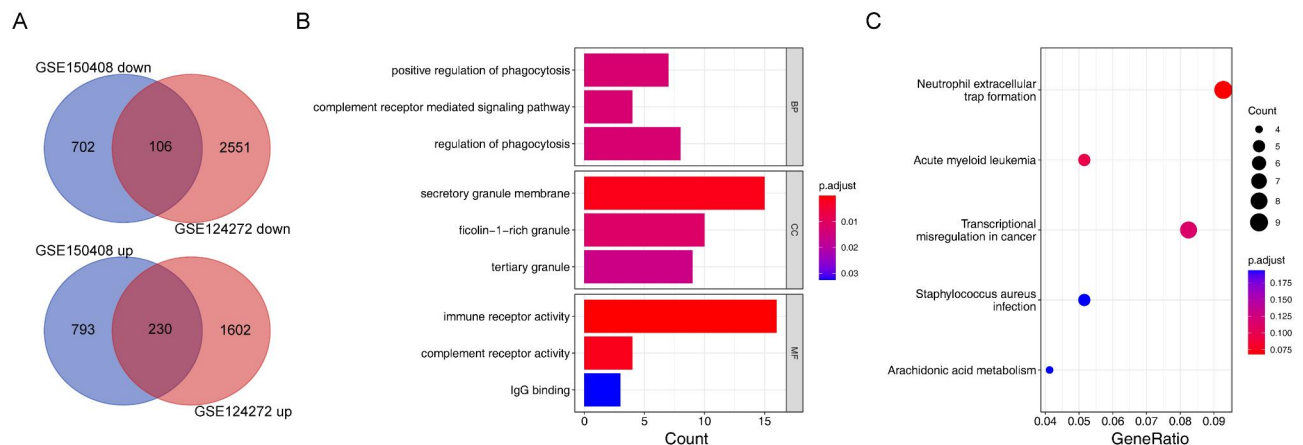 A
GSE150408 down
702
106
2551
GSE124272 down
GSE150408 up
793
230
1602
GSE124272 up
B
positive regulation of phagocytosis
complement receptor mediated signaling pathway
regulation of phagocytosis
BP
secretory granule membrane
ficolin-1-rich granule
tertiary granule
CC
immune receptor activity
complement receptor activity
IgG binding
MF
0
5
10
15
Count
p.adjust
0.01
0.02
0.03
C
Neutrophil extracellular
trap formation
Acute myeloid leukemia
Transcriptional
misregulation in cancer
Staphylococcus aureus
infection
Arachidonic acid metabolism
0.04
0.05
0.06
0.07
0.08
0.09
GeneRatio
Count
4
5
6
7
8
9
p.adjust
0.175
0.150
0.125
0.100
0.075